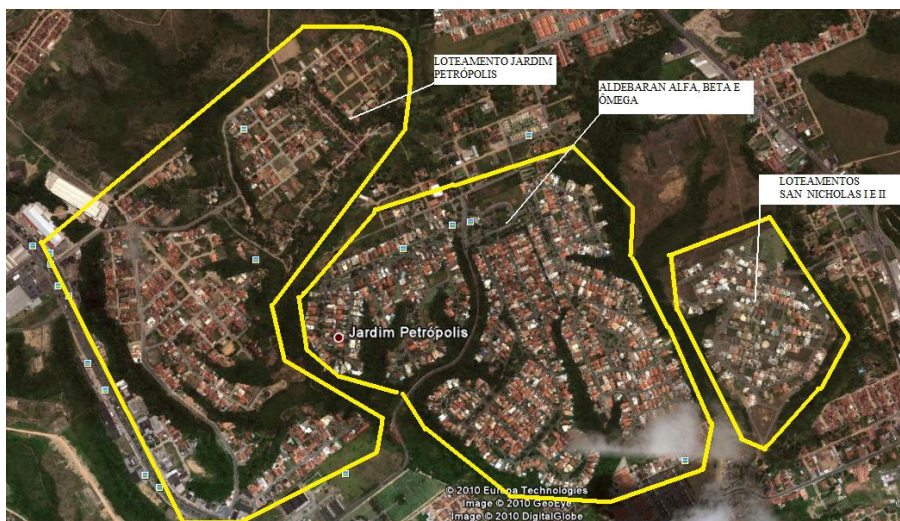 LOTEAMENTO JARDIM
PETRÓPOLIS
ALDEBARAN ALFA, BETA E
ÔMEGA
LOTEAMENTOS
SAN NICHOLAS I E II
Jardim Petrópolis
© 2010 Europa Technologies
Image © 2010 GeoEye
Image © 2010 DigitalGlobe